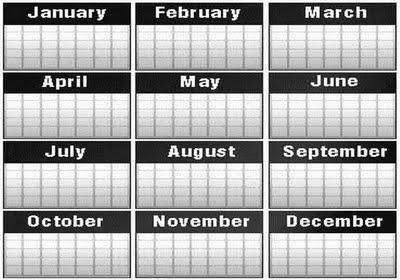 January February March
April May June
July August September
October November December